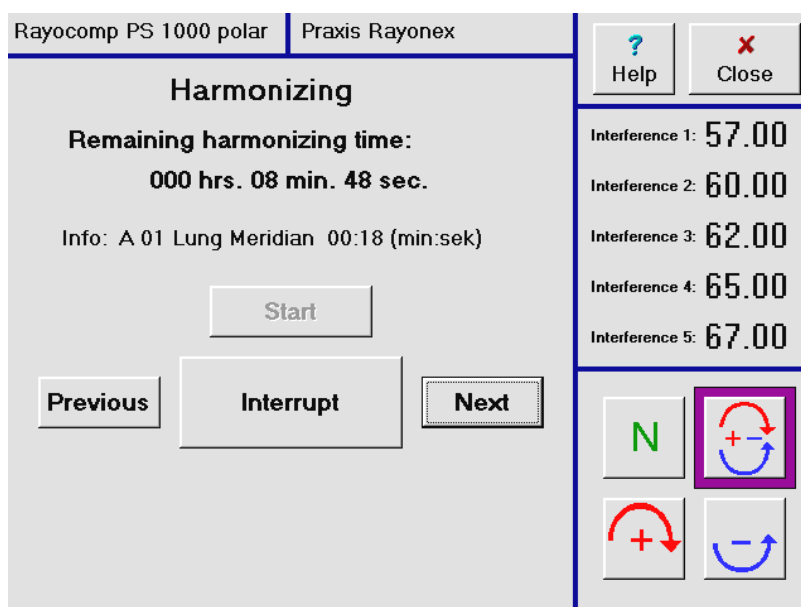 Rayocomp PS 1000 polar
Praxis Rayonex
? Help
✗ Close
Harmonizing
Remaining harmonizing time:
000 hrs. 08 min. 48 sec.
Info: A 01 Lung Meridian 00:18 (min:sek)
Start
Previous
Interrupt
Next
Interference 1: 57.00
Interference 2: 60.00
Interference 3: 62.00
Interference 4: 65.00
Interference 5: 67.00
N
+ −
+
−